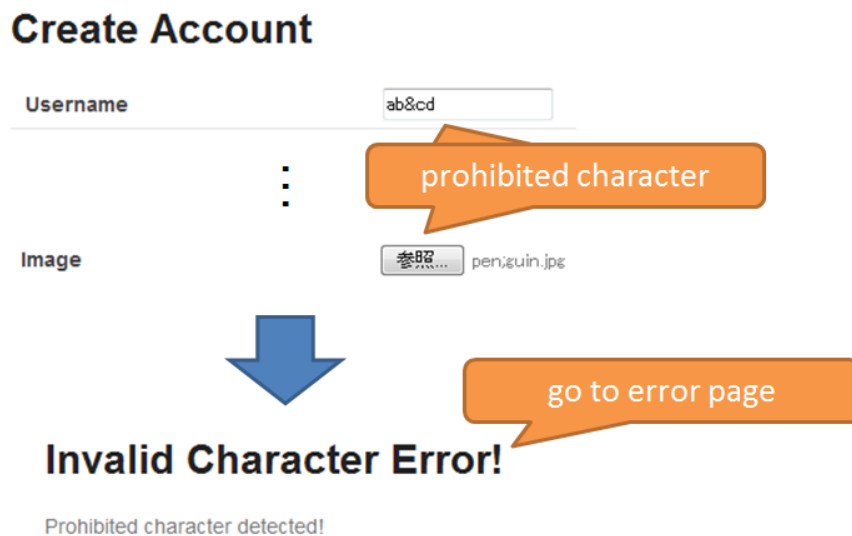 Create Account
Username
ab&cd
prohibited character
Image
参照...
pen;guin.jpg
go to error page
Invalid Character Error!
Prohibited character detected!